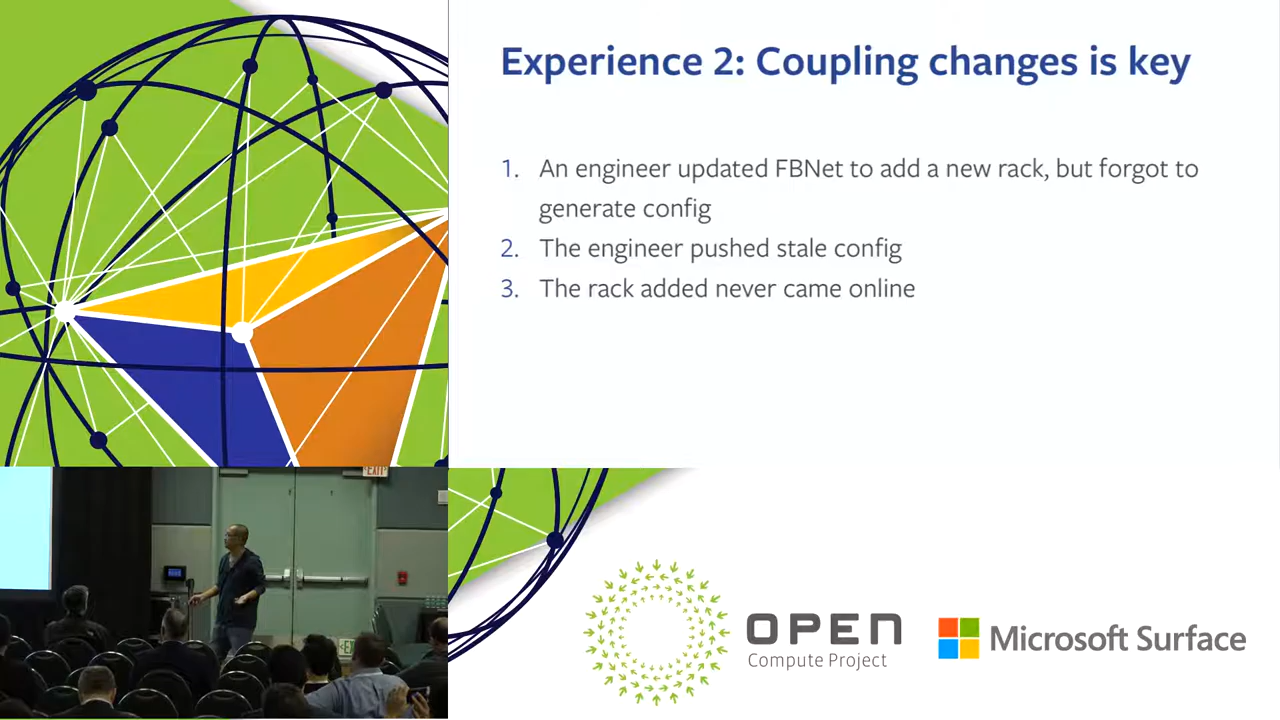 Experience 2: Coupling changes is key
1. An engineer updated FBNet to add a new rack, but forgot to
generate config
2. The engineer pushed stale config
3. The rack added never came online
EXIT
OPEN
Compute Project
Microsoft Surface